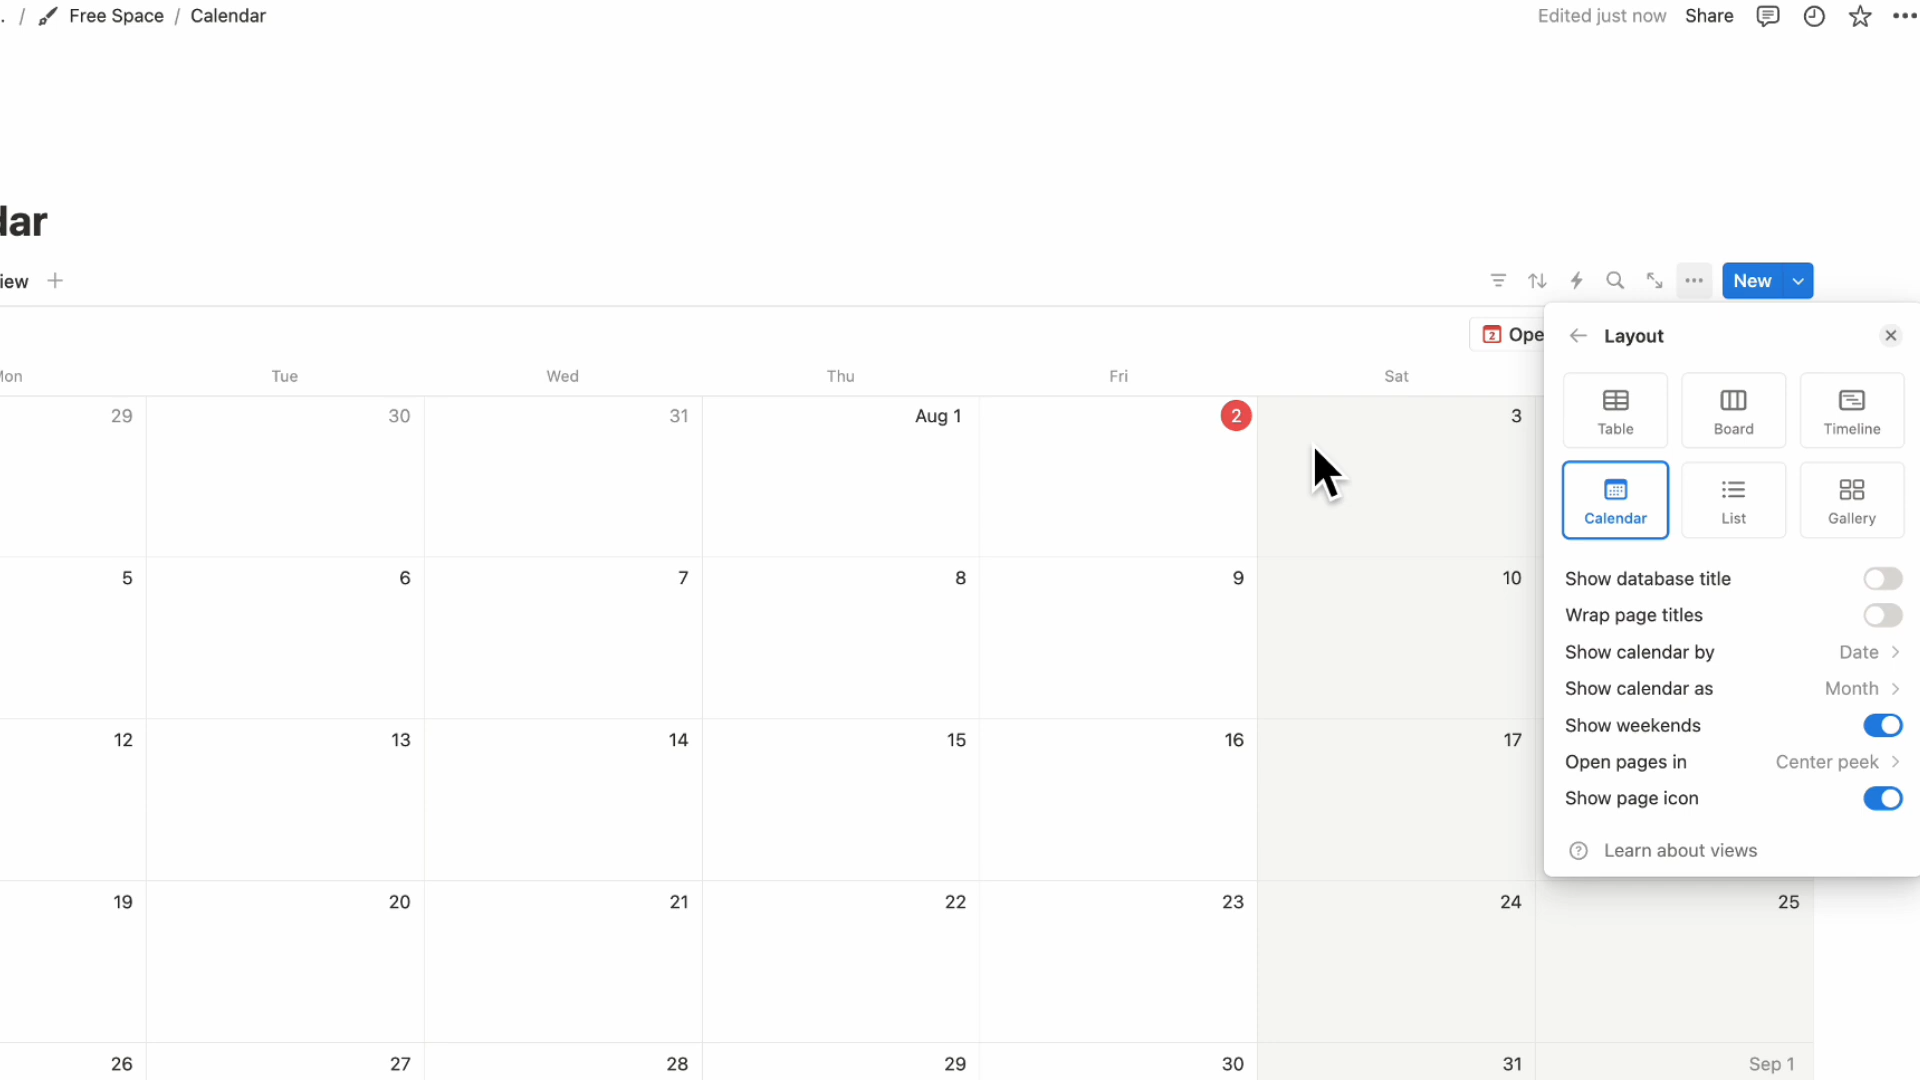 . / Free Space / Calendar
Edited just now Share
dar
iew
New
2 Ope
Layout
Mon Tue Wed Thu Fri Sat
Table Board Timeline
Calendar List Gallery
29 30 31 Aug 1 2 3
Show database title
Wrap page titles
Show calendar by Date
Show calendar as Month
Show weekends
Open pages in Center peek
Show page icon
? Learn about views
5 6 7 8 9 10
12 13 14 15 16 17
19 20 21 22 23 24 25
26 27 28 29 30 31 Sep 1